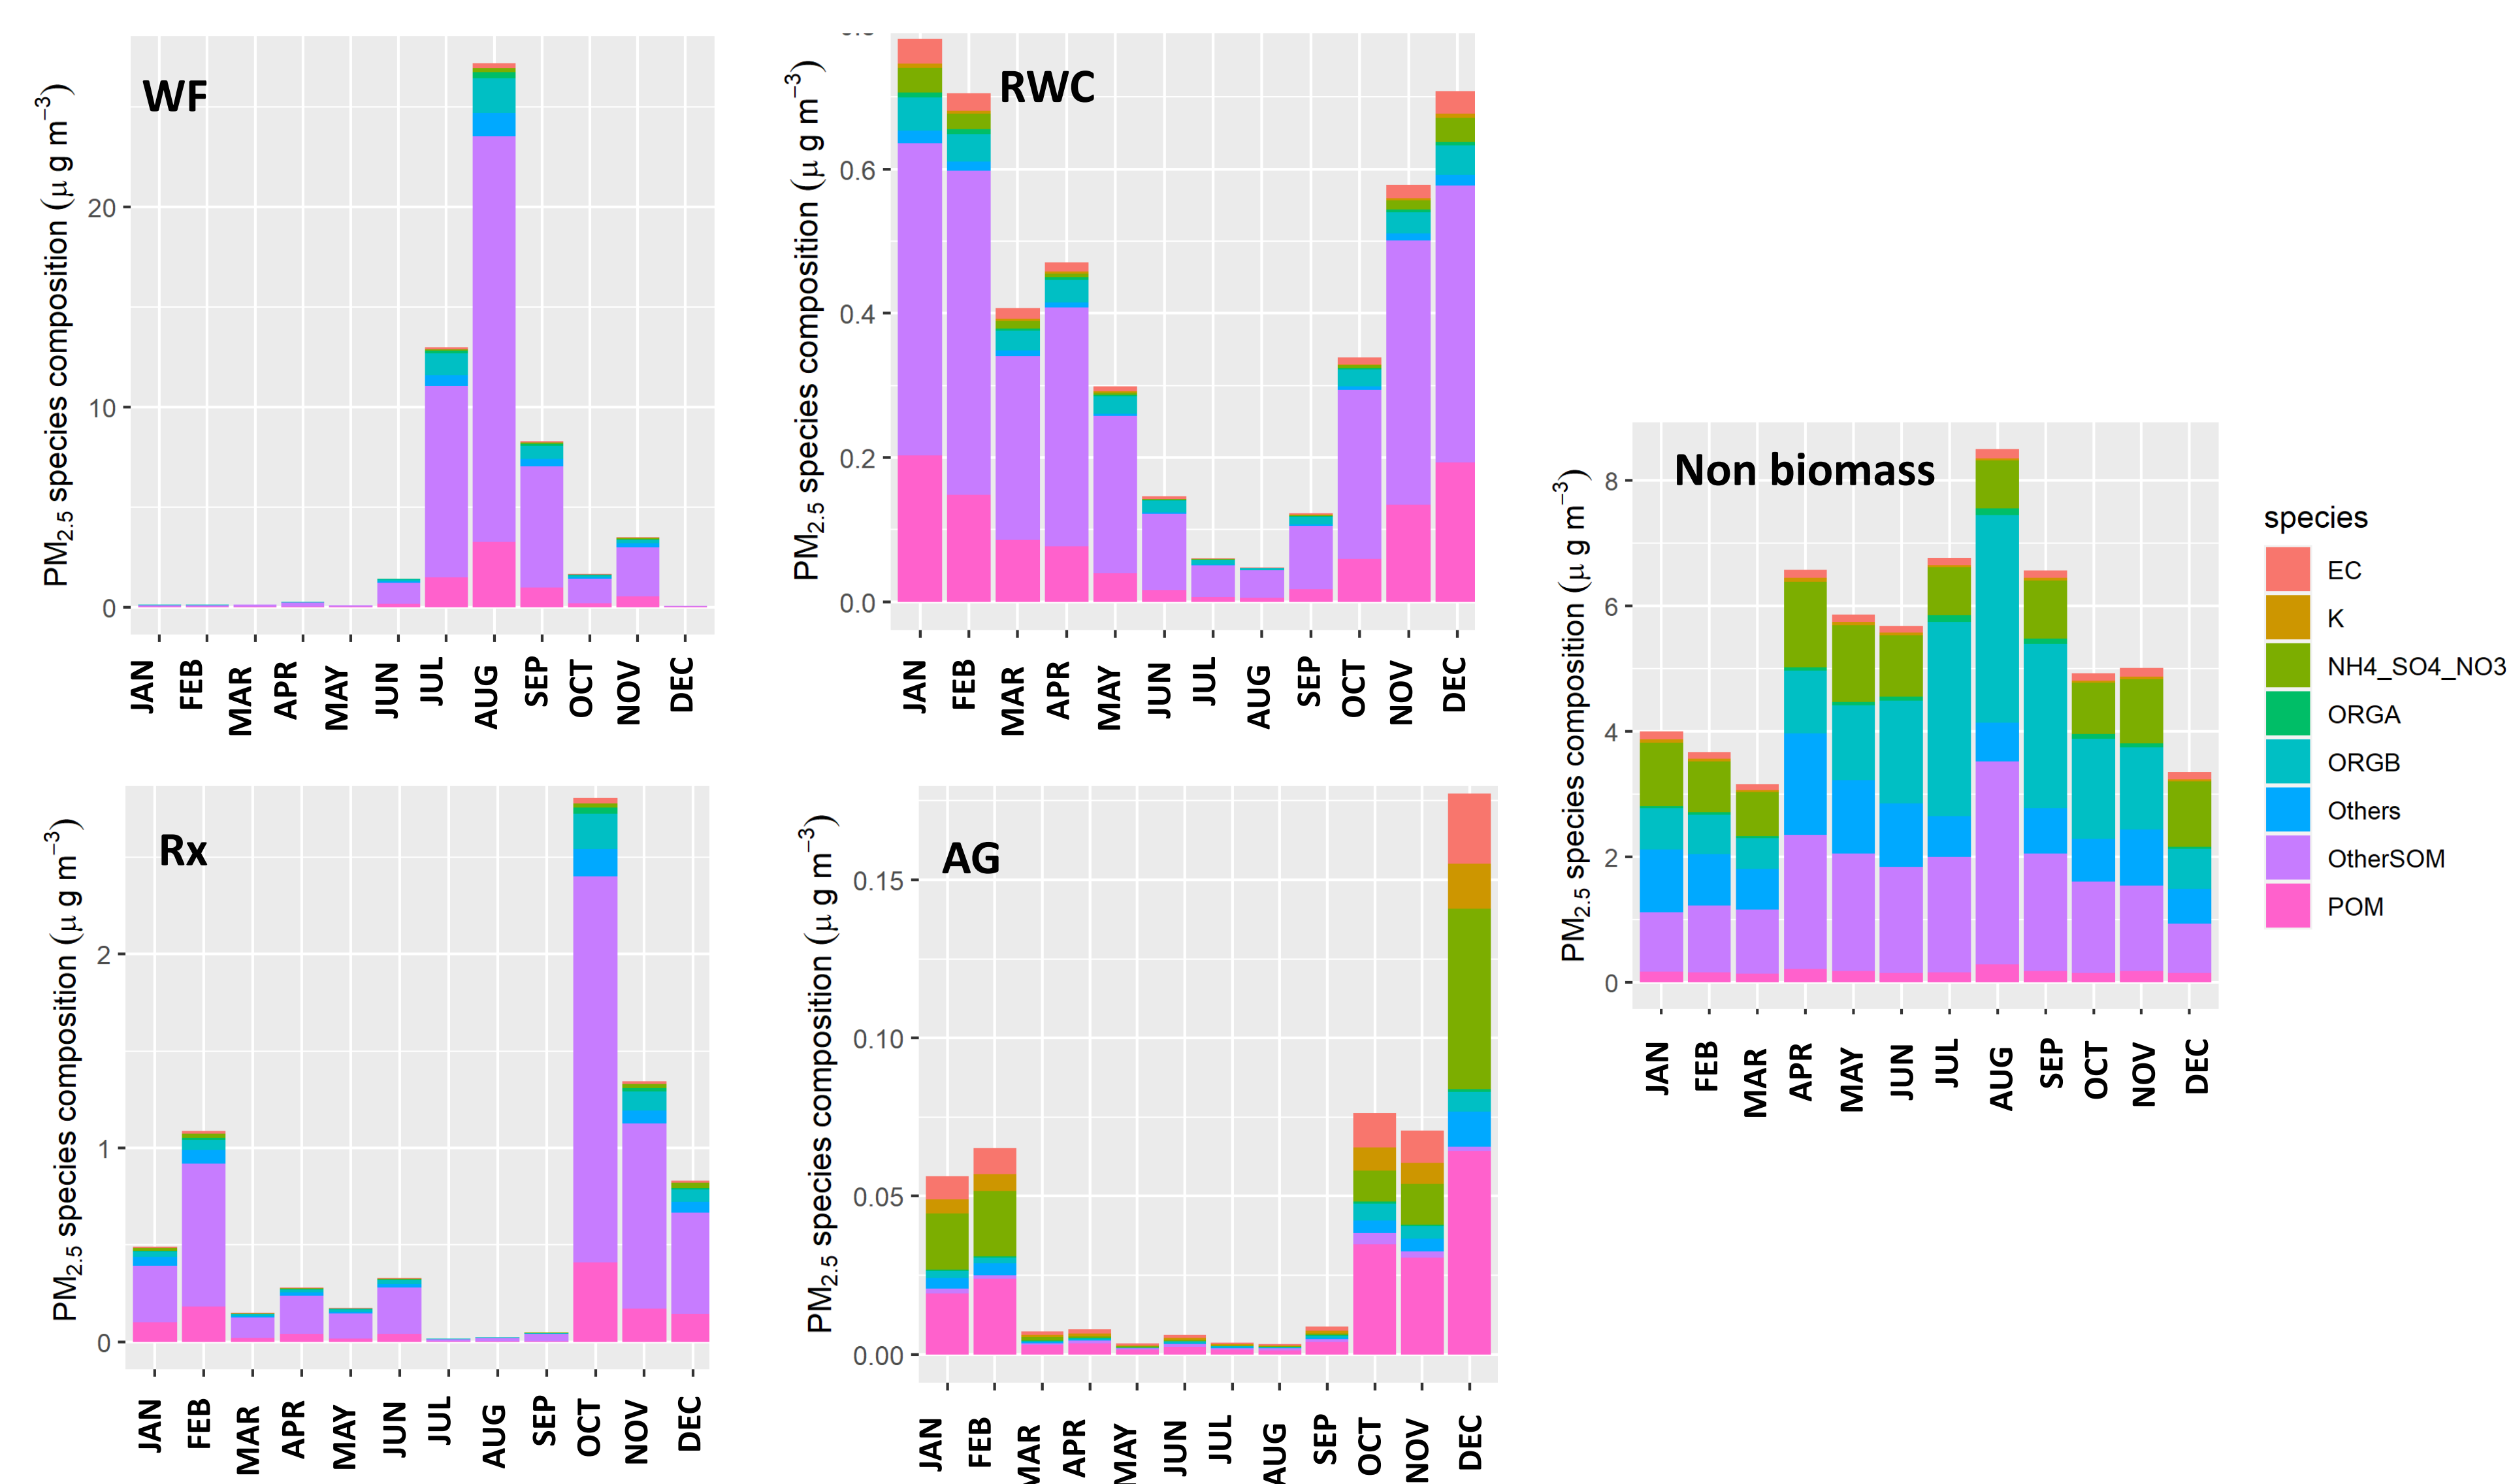 WF
PM2.5 species composition (μ g m−3)
20
10
0
JAN FEB MAR APR MAY JUN JUL AUG SEP OCT NOV DEC
RWC
PM2.5 species composition (μ g m−3)
0.6
0.4
0.2
0.0
JAN FEB MAR APR MAY JUN JUL AUG SEP OCT NOV DEC
Non biomass
PM2.5 species composition (μ g m−3)
8
6
4
2
0
JAN FEB MAR APR MAY JUN JUL AUG SEP OCT NOV DEC
species
EC
K
NH4_SO4_NO3
ORGA
ORGB
Others
OtherSOM
POM
Rx
PM2.5 species composition (μ g m−3)
2
1
0
JAN FEB MAR APR MAY JUN JUL AUG SEP OCT NOV DEC
AG
PM2.5 species composition (μ g m−3)
0.15
0.10
0.05
0.00
JAN FEB MAR APR MAY JUN JUL AUG SEP OCT NOV DEC